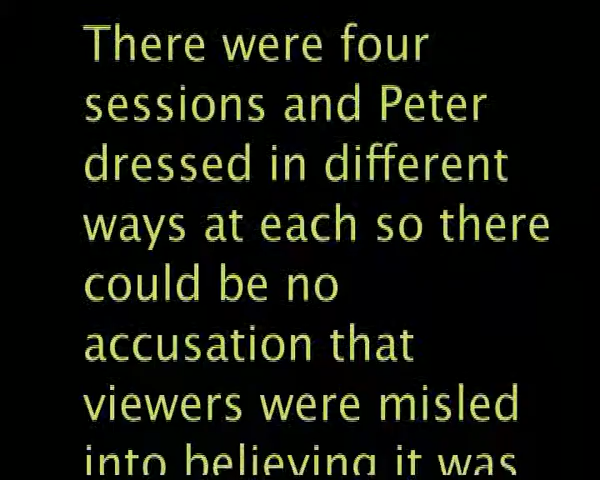 There were four
sessions and Peter
dressed in different
ways at each so there
could be no
accusation that
viewers were misled
into believing it was